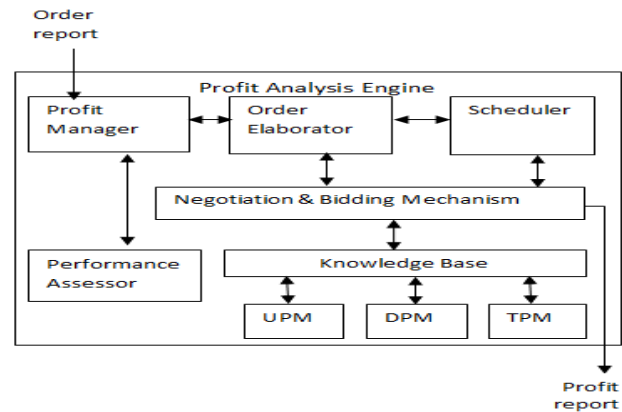 Order
report
Profit Analysis Engine
Profit
Manager
Order
Elaborator
Scheduler
Negotiation & Bidding Mechanism
Performance
Assessor
Knowledge Base
UPM
DPM
TPM
Profit
report